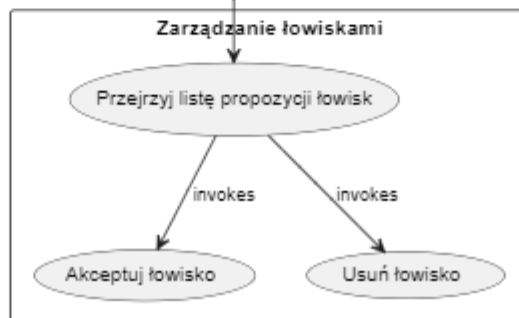 Zarządzanie łowiskami
Przejrzyj listę propozycji łowisk
invokes
invokes
Akceptuj łowisko
Usuń łowisko